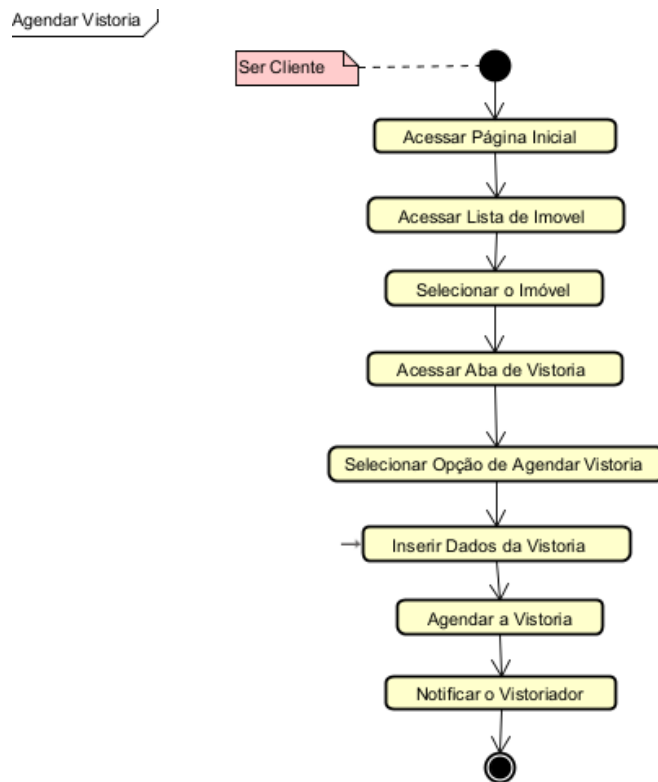 Agendar Vistoria
Ser Cliente
Acessar Página Inicial
Acessar Lista de Imovel
Selecionar o Imóvel
Acessar Aba de Vistoria
Selecionar Opção de Agendar Vistoria
Inserir Dados da Vistoria
Agendar a Vistoria
Notificar o Vistoriador